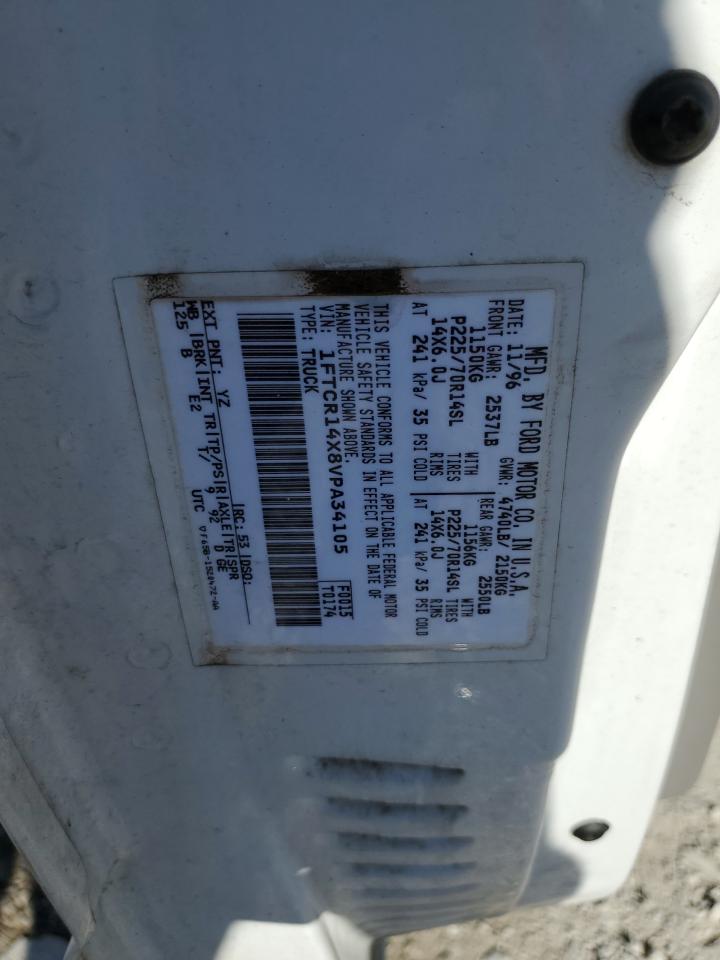 MFD. BY FORD MOTOR CO. IN U.S.A.
DATE: 11/96 GVWR: 4740LB/ 2150KG
FRONT GAWR: 2537LB REAR GAWR: 2550LB
1150KG WITH 1156KG WITH
P225/70R14SL TIRES P225/70R14SL TIRES
14X6.0J RIMS 14X6.0J RIMS
AT 241 kPa/ 35 PSI COLD AT 241 kPa/ 35 PSI COLD
THIS VEHICLE CONFORMS TO ALL APPLICABLE FEDERAL MOTOR
VEHICLE SAFETY STANDARDS IN EFFECT ON THE DATE OF
MANUFACTURE SHOWN ABOVE.
VIN: 1FTCR14X8VPA34105
TYPE: TRUCK
F0015
T0174
EXT PNT: YZ RC: 53 DSO:
WB BRK INT TR TP/PS R AXLE TR SPR
125 B E2 T/ 9 92 D GE
UTC